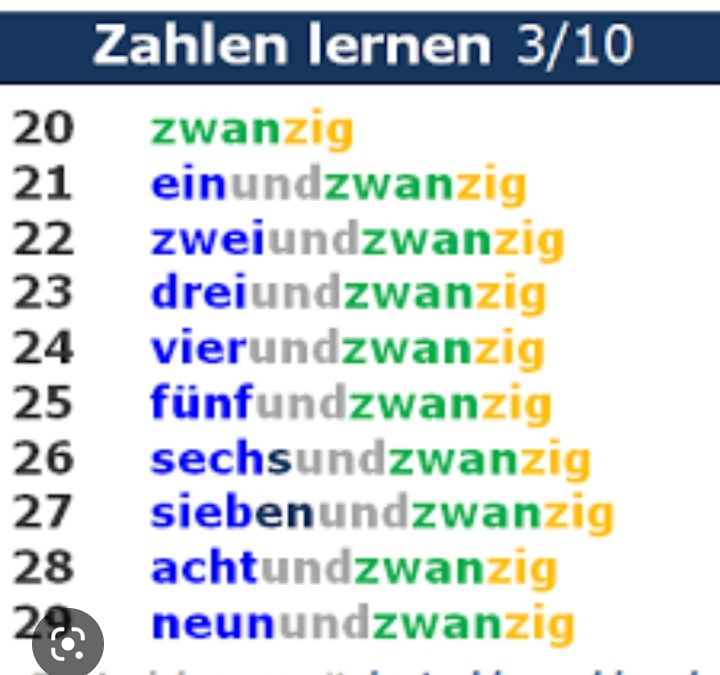 Zahlen lernen 3/10
20 zwanzig
21 einundzwanzig
22 zweiundzwanzig
23 dreiundzwanzig
24 vierundzwanzig
25 fünfundzwanzig
26 sechsundzwanzig
27 siebenundzwanzig
28 achtundzwanzig
29 neunundzwanzig